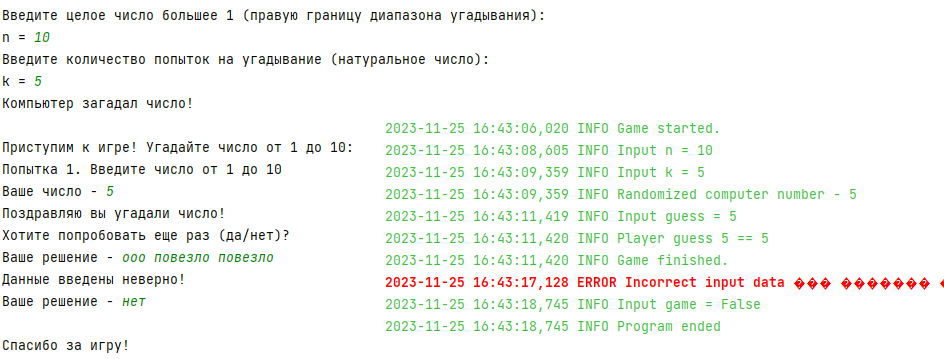 Введите целое число большее 1 (правую границу диапазона угадывания):
n = 10
Введите количество попыток на угадывание (натуральное число):
k = 5
Компьютер загадал число!
Приступим к игре! Угадайте число от 1 до 10:
Попытка 1. Введите число от 1 до 10
Ваше число - 5
Поздравляю вы угадали число!
Хотите попробовать еще раз (да/нет)?
Ваше решение - ооо повезло повезло
Данные введены неверно!
Ваше решение - нет
Спасибо за игру!
2023-11-25 16:43:06,020 INFO Game started.
2023-11-25 16:43:08,605 INFO Input n = 10
2023-11-25 16:43:09,359 INFO Input k = 5
2023-11-25 16:43:09,359 INFO Randomized computer number - 5
2023-11-25 16:43:11,419 INFO Input guess = 5
2023-11-25 16:43:11,420 INFO Player guess 5 == 5
2023-11-25 16:43:11,420 INFO Game finished.
2023-11-25 16:43:17,128 ERROR Incorrect input data ��� ������� �
2023-11-25 16:43:18,745 INFO Input game = False
2023-11-25 16:43:18,745 INFO Program ended